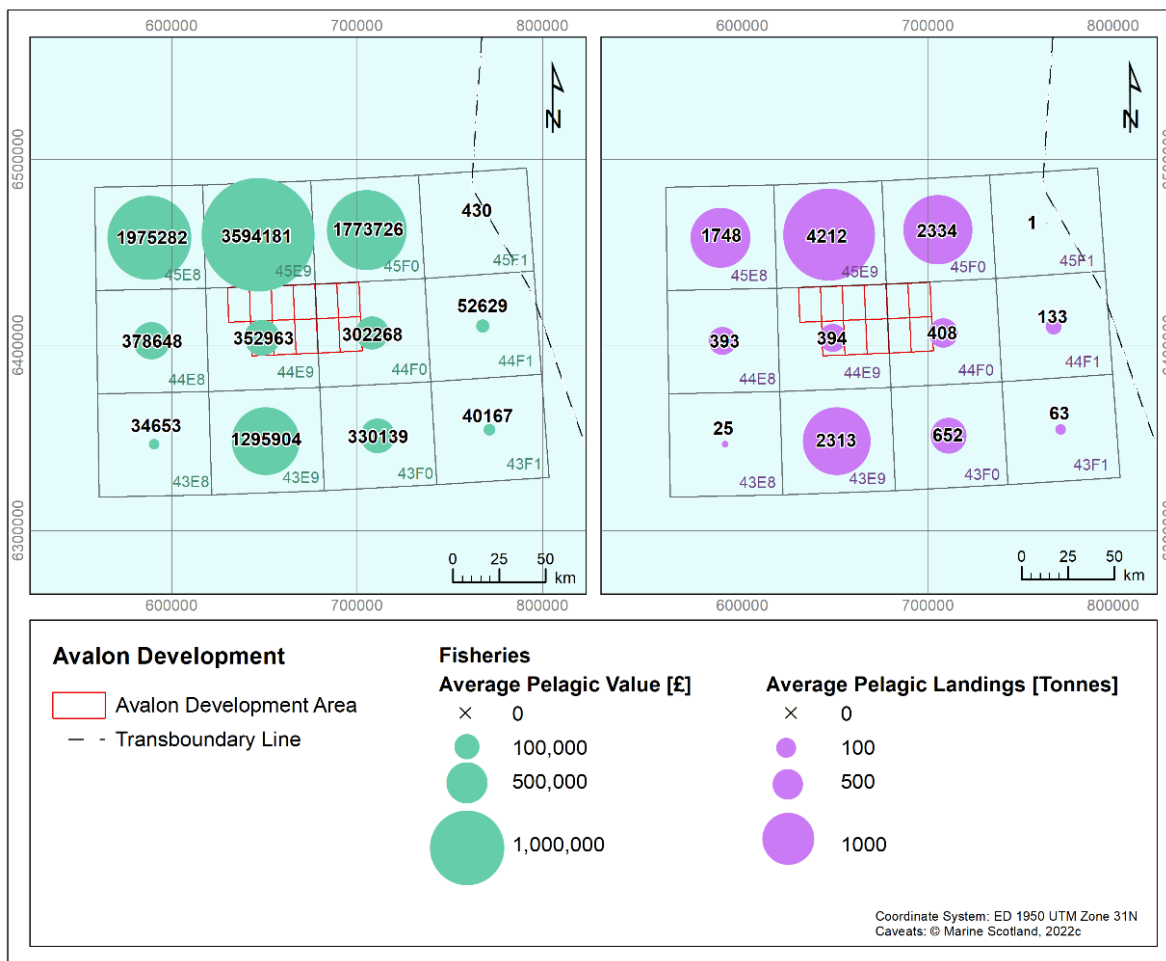 600000 700000 800000 600000 700000 800000
N N
6500000
6400000
6300000
1975282 3594181 1773726 430
45E8 45E9 45F0 45F1
378648 352963 302268 52629
44E8 44E9 44F0 44F1
34653 1295904 330139 40167
43E8 43E9 43F0 43F1
0 25 50
km
1748 4212 2334 1
45E8 45E9 45F0 45F1
393 394 408 133
44E8 44E9 44F0 44F1
25 2313 652 63
43E8 43E9 43F0 43F1
0 25 50
km
600000 700000 800000 600000 700000 800000
Avalon Development
Avalon Development Area
Transboundary Line
Fisheries
Average Pelagic Value [£]
0
100,000
500,000
1,000,000
Average Pelagic Landings [Tonnes]
0
100
500
1000
Coordinate System: ED 1950 UTM Zone 31N
Caveats: © Marine Scotland, 2022c